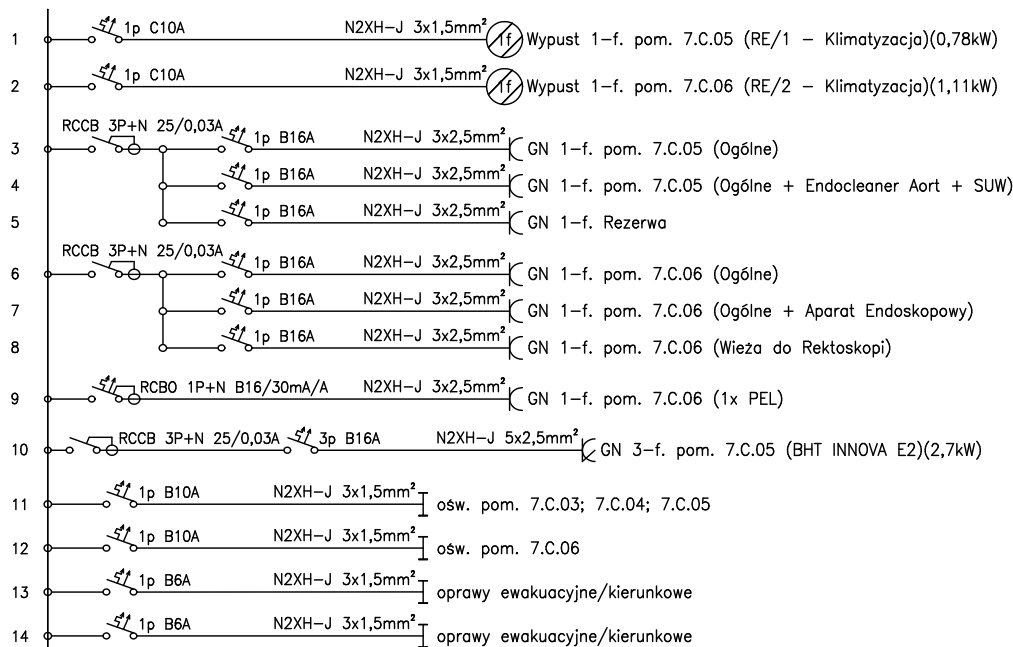 1 1p C10A N2XH-J 3x1,5mm² 1f Wypust 1-f. pom. 7.C.05 (RE/1 - Klimatyzacja)(0,78kW)
2 1p C10A N2XH-J 3x1,5mm² 1f Wypust 1-f. pom. 7.C.06 (RE/2 - Klimatyzacja)(1,11kW)
RCCB 3P+N 25/0,03A
3 1p B16A N2XH-J 3x2,5mm² GN 1-f. pom. 7.C.05 (Ogólne)
4 1p B16A N2XH-J 3x2,5mm² GN 1-f. pom. 7.C.05 (Ogólne + Endocleaner Aort + SUW)
5 1p B16A N2XH-J 3x2,5mm² GN 1-f. Rezerwa
RCCB 3P+N 25/0,03A
6 1p B16A N2XH-J 3x2,5mm² GN 1-f. pom. 7.C.06 (Ogólne)
7 1p B16A N2XH-J 3x2,5mm² GN 1-f. pom. 7.C.06 (Ogólne + Aparat Endoskopowy)
8 1p B16A N2XH-J 3x2,5mm² GN 1-f. pom. 7.C.06 (Wieża do Rektoskopi)
9 RCBO 1P+N B16/30mA/A N2XH-J 3x2,5mm² GN 1-f. pom. 7.C.06 (1x PEL)
10 RCCB 3P+N 25/0,03A 3p B16A N2XH-J 5x2,5mm² GN 3-f. pom. 7.C.05 (BHT INNOVA E2)(2,7kW)
11 1p B10A N2XH-J 3x1,5mm² ośw. pom. 7.C.03; 7.C.04; 7.C.05
12 1p B10A N2XH-J 3x1,5mm² ośw. pom. 7.C.06
13 1p B6A N2XH-J 3x1,5mm² oprawy ewakuacyjne/kierunkowe
14 1p B6A N2XH-J 3x1,5mm² oprawy ewakuacyjne/kierunkowe